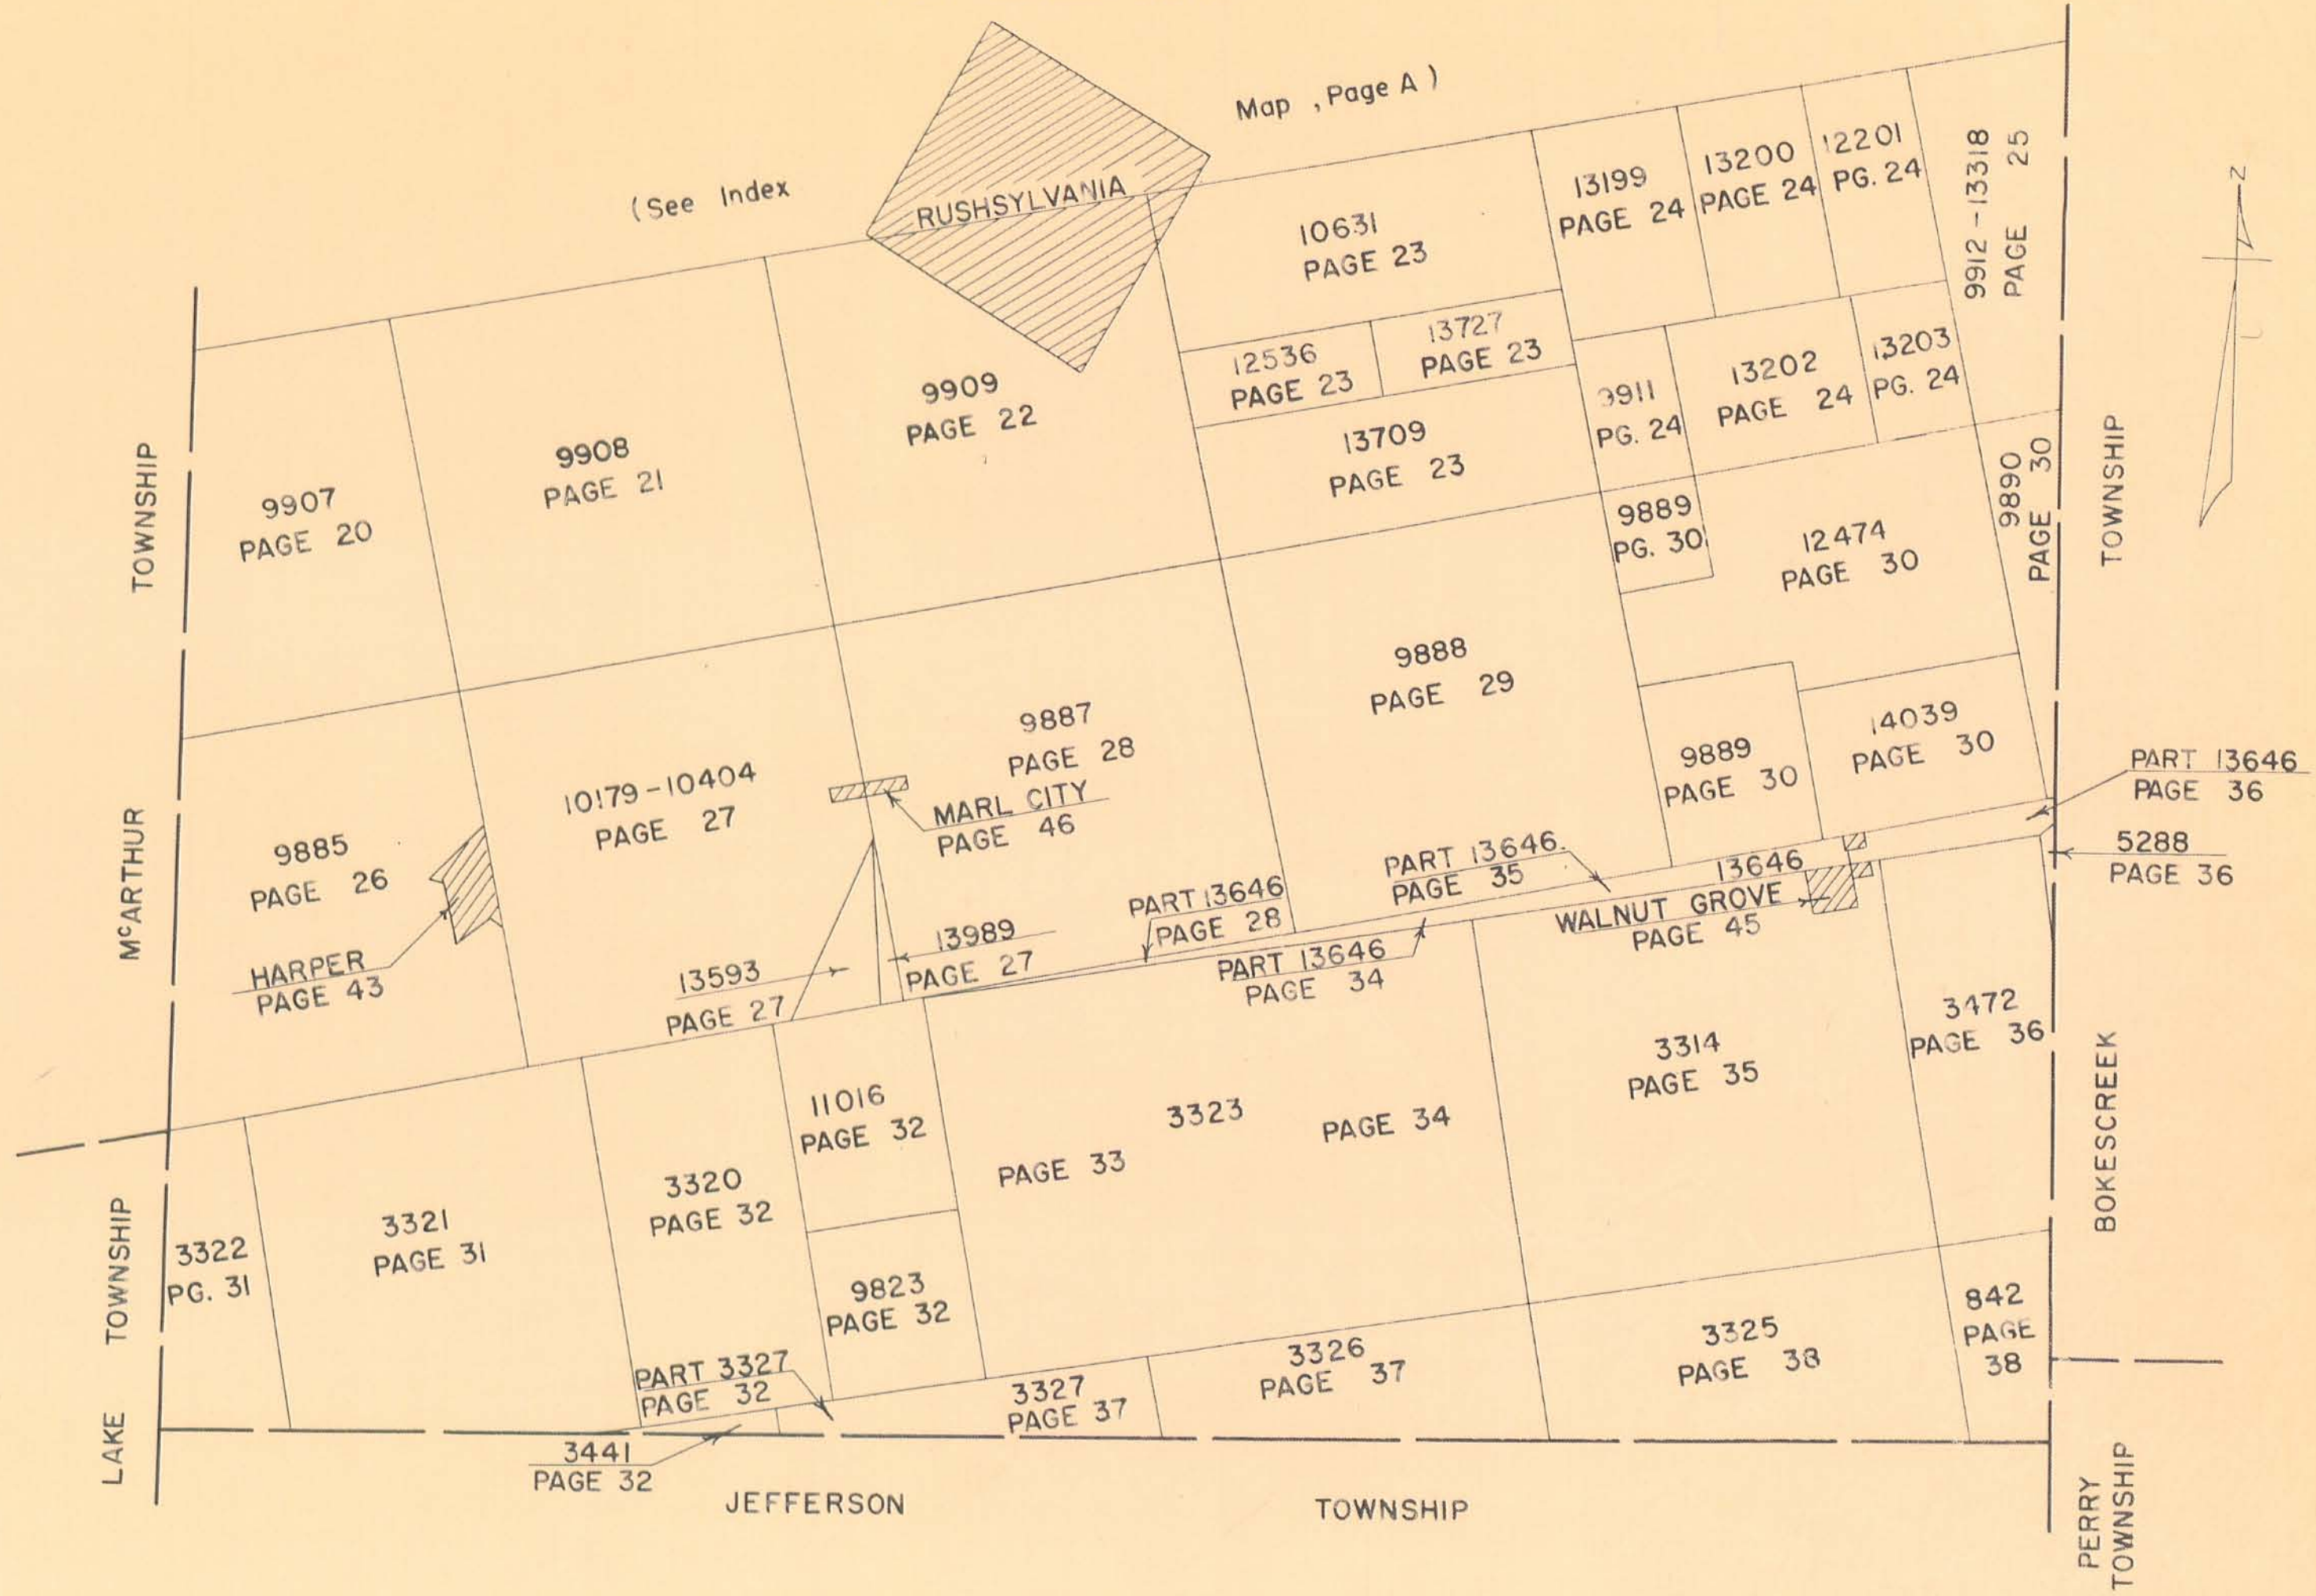 (See Index
Map , Page A )
RUSHSYLVANIA
10631
PAGE 23
13199
PAGE 24
13200
PAGE 24
12201
PG. 24
9912-13318
PAGE 25
12536
PAGE 23
13727
PAGE 23
9911
PG. 24
13202
PAGE 24
13203
PG. 24
9907
PAGE 20
9908
PAGE 21
9909
PAGE 22
13709
PAGE 23
9889
PG. 30
12474
PAGE 30
9890
PAGE 30
TOWNSHIP
TOWNSHIP
N
McARTHUR
9885
PAGE 26
HARPER
PAGE 43
10179-10404
PAGE 27
9887
PAGE 28
MARL CITY
PAGE 46
9888
PAGE 29
9889
PAGE 30
14039
PAGE 30
PART 13646
PAGE 36
5288
PAGE 36
13593
PAGE 27
13989
PAGE 27
PART 13646
PAGE 28
PART 13646
PAGE 35
13646
WALNUT GROVE
PAGE 45
PART 13646
PAGE 34
3322
PG. 31
3321
PAGE 31
3320
PAGE 32
11016
PAGE 32
9823
PAGE 32
3323
PAGE 33
PAGE 34
3314
PAGE 35
3472
PAGE 36
BOKESCREEK
LAKE TOWNSHIP
PART 3327
PAGE 32
3441
PAGE 32
3327
PAGE 37
3326
PAGE 37
3325
PAGE 38
842
PAGE
38
JEFFERSON TOWNSHIP
PERRY
TOWNSHIP